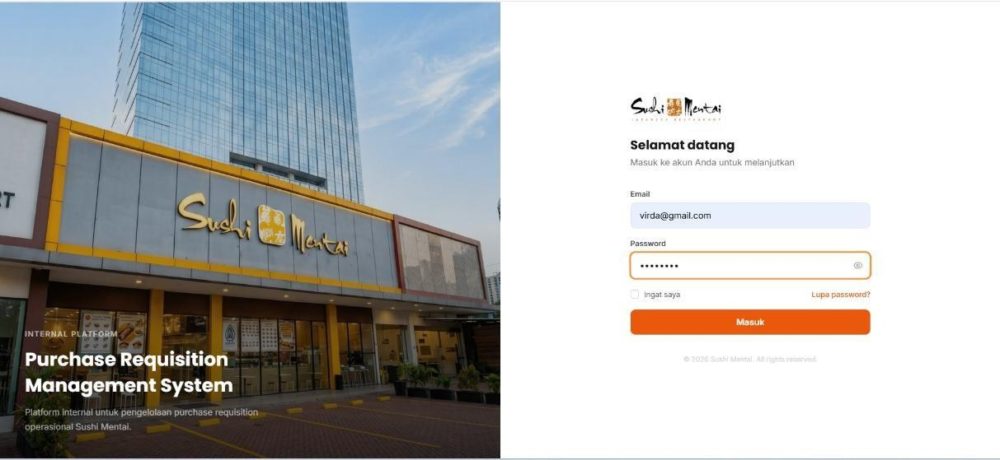 Sushi Mentai
INTERNAL PLATFORM
Purchase Requisition
Management System
Platform internal untuk pengelolaan purchase requisition
operasional Sushi Mentai.
Sushi Mentai
JAPANESE RESTAURANT
Selamat datang
Masuk ke akun Anda untuk melanjutkan
Email
virda@gmail.com
Password
••••••••
Ingat saya
Lupa password?
Masuk
© 2026 Sushi Mentai. All rights reserved.